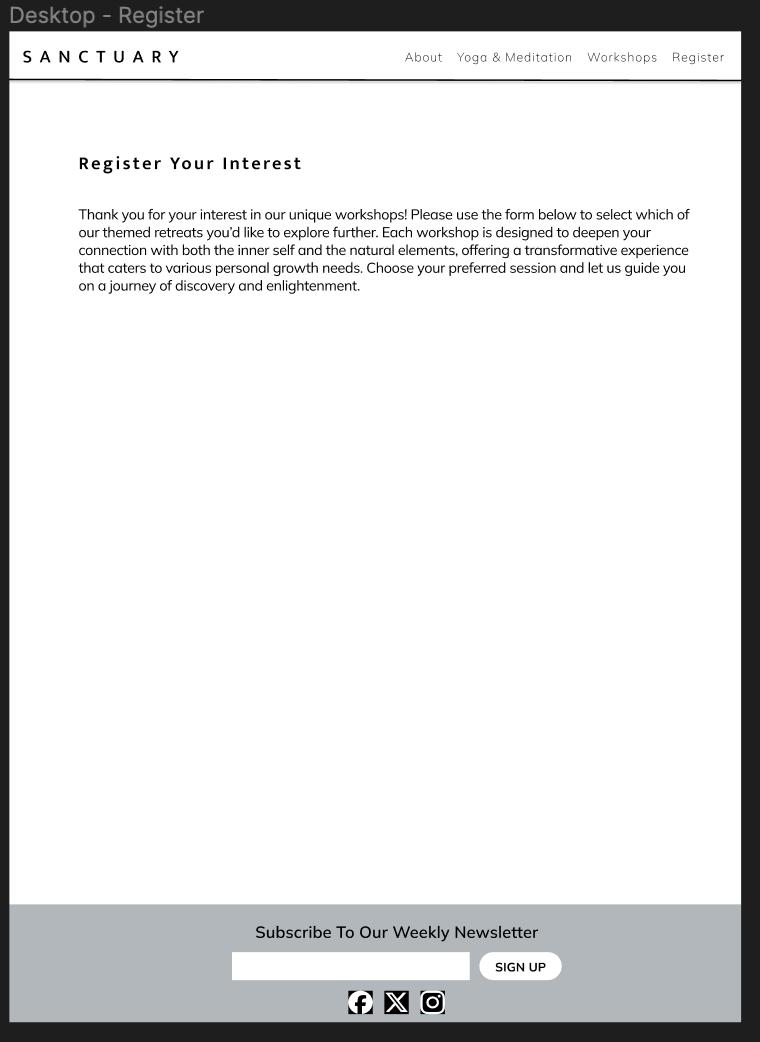 Desktop - Register
SANCTUARY
About Yoga & Meditation Workshops Register
Register Your Interest
Thank you for your interest in our unique workshops! Please use the form below to select which of
our themed retreats you’d like to explore further. Each workshop is designed to deepen your
connection with both the inner self and the natural elements, offering a transformative experience
that caters to various personal growth needs. Choose your preferred session and let us guide you
on a journey of discovery and enlightenment.
Subscribe To Our Weekly Newsletter
SIGN UP